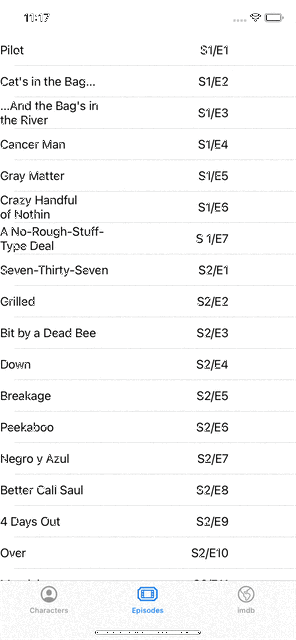 11:17
Pilot S1/E1
Cat's in the Bag... S1/E2
...And the Bag's in
the River S1/E3
Cancer Man S1/E4
Gray Matter S1/E5
Crazy Handful
of Nothin S1/E6
A No-Rough-Stuff-
Type Deal S 1/E7
Seven-Thirty-Seven S2/E1
Grilled S2/E2
Bit by a Dead Bee S2/E3
Down S2/E4
Breakage S2/E5
Peekaboo S2/E6
Negro y Azul S2/E7
Better Call Saul S2/E8
4 Days Out S2/E9
Over S2/E10
Characters Episodes imdb